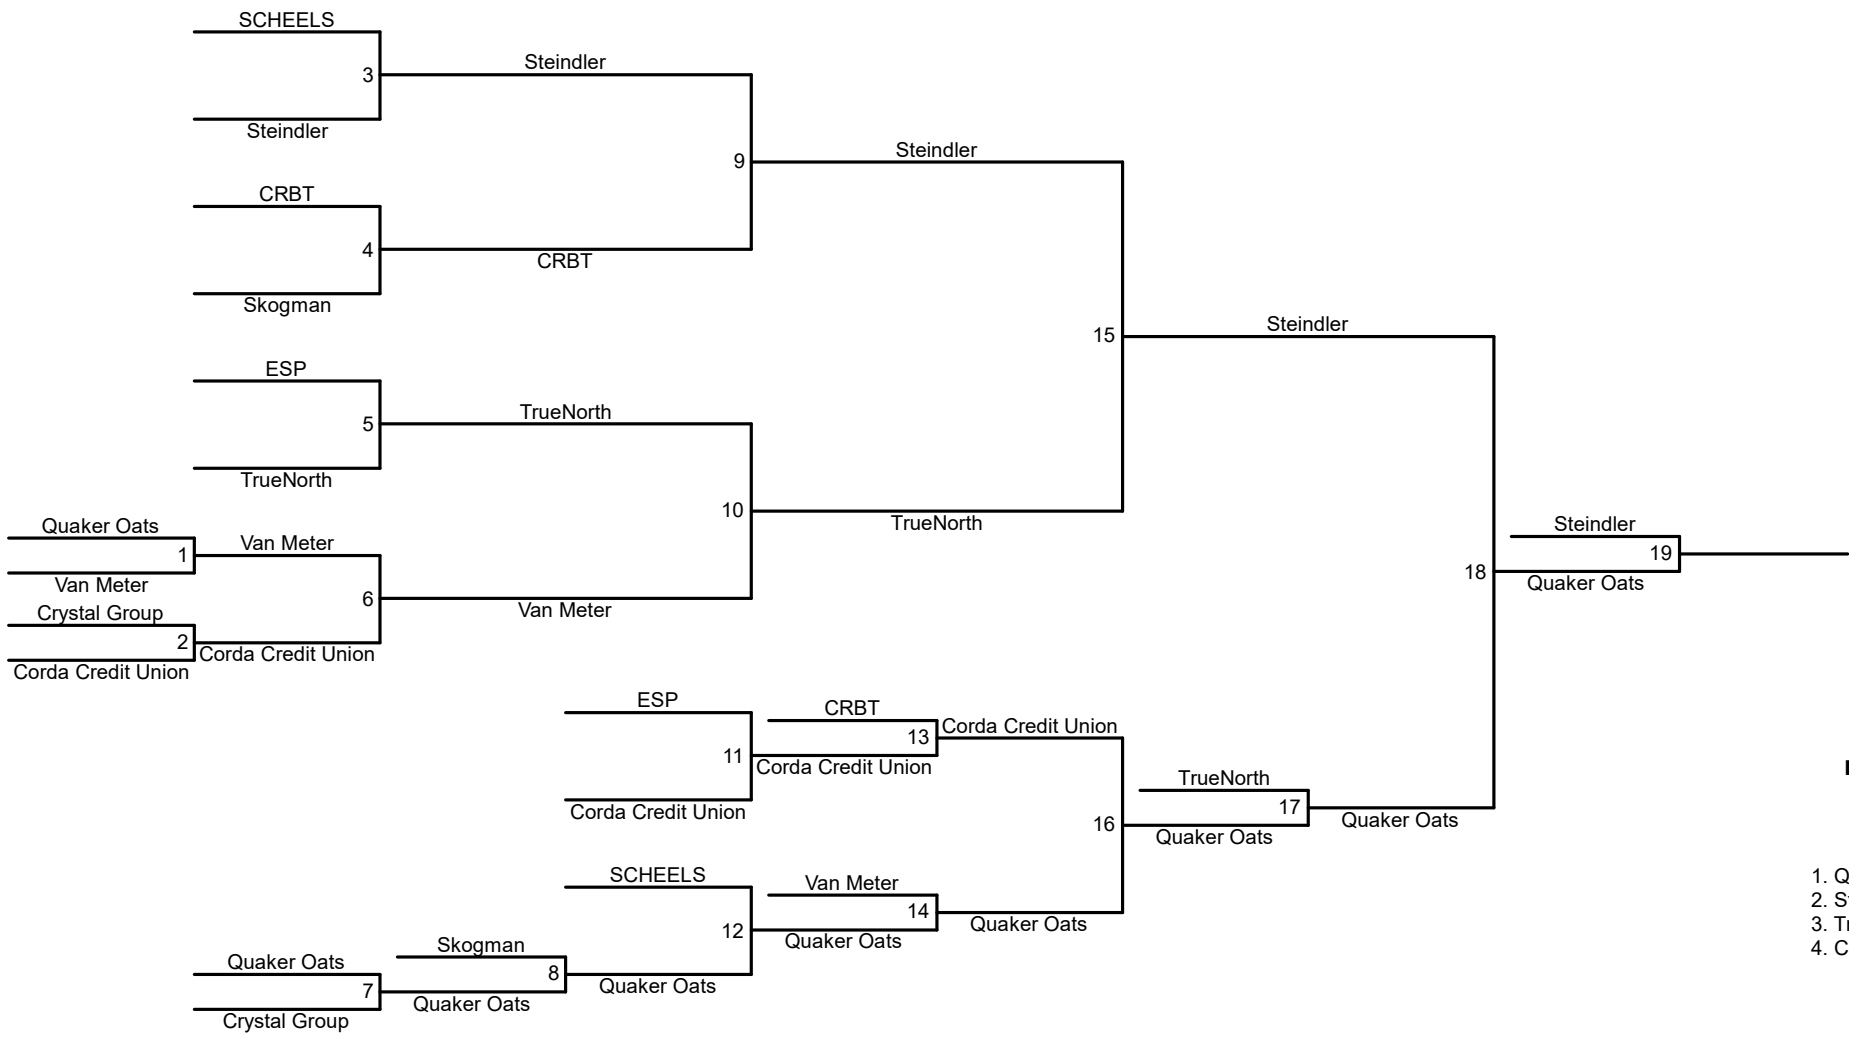 SCHEELS
3
Steindler
Steindler
CRBT
4
Skogman
CRBT
9
Steindler
ESP
5
TrueNorth
TrueNorth
Quaker Oats
1
Van Meter
Van Meter
Crystal Group
2
Corda Credit Union
Corda Credit Union
6
Van Meter
10
TrueNorth
15
Steindler
ESP
11
Corda Credit Union
CRBT
13
Corda Credit Union
Corda Credit Union
SCHEELS
12
Quaker Oats
7
Crystal Group
Skogman
8
Quaker Oats
Quaker Oats
Van Meter
14
Quaker Oats
Quaker Oats
16
TrueNorth
17
Quaker Oats
Quaker Oats
18
Steindler
19
Quaker Oats
1. Q
2. S
3. T
4. C